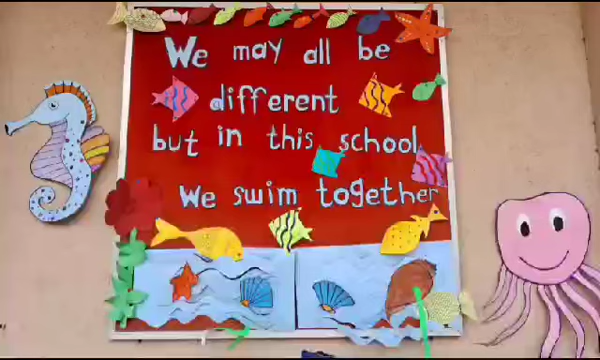 We may all be
different
but in this school
We swim together